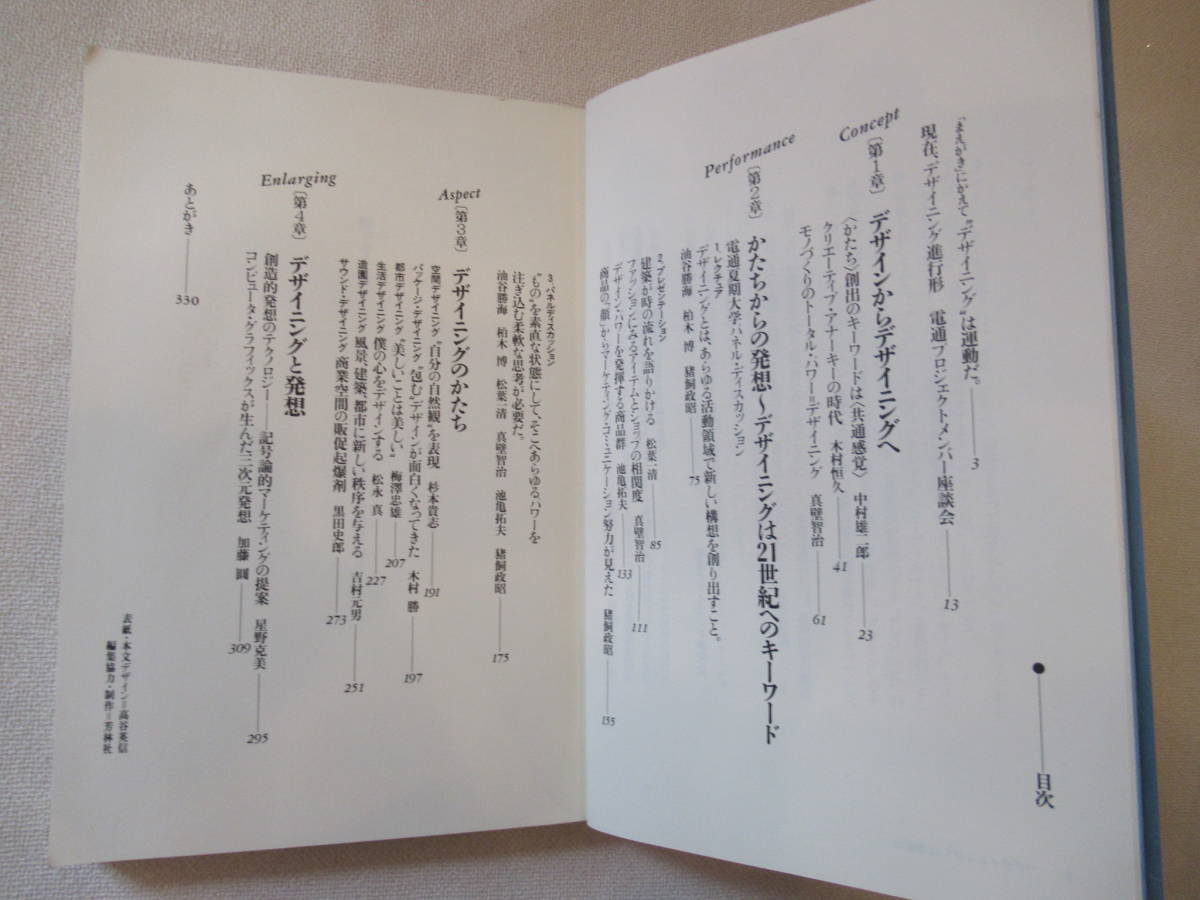 ●――目次
「まえがき」にかえて“デザイニング”は運動だ。――3
現在、デザイニング進行形 電通プロジェクトメンバー座談会――13
Concept
〔第1章〕 デザインからデザイニングへ
〈かたち〉創出のキーワードは〈共通感覚〉 中村雄二郎――23
クリエーティブ・アナーキーの時代 木村恒久――41
モノづくりのトータル・パワー=デザイニング 真壁智治――61
Performance
〔第2章〕 かたちからの発想~デザイニングは21世紀へのキーワード
電通夏期大学、パネル・ディスカッション
1.レクチュア
デザイニングとは、あらゆる活動領域で新しい構想を創り出すこと。
油谷勝海 柏木 博 猪飼政昭――75
2.プレゼンテーション
建築が時の流れを語りかける 松葉一清――85
ファッションにみるアイテムとショップの相関度 真壁智治――111
デザイン・パワーを発揮する商品群 池亀拓夫――133
商品の「顔」からマーケティング・コミュニケーション努力が見えた 猪飼政昭――155
3.パネルディスカッション
“もの”を素直な状態にして、そこへあらゆるパワーを
注ぎ込む柔軟な思考が必要だ。
油谷勝海 柏木 博 松葉一清 真壁智治 池亀拓夫 猪飼政昭――175
Aspect
〔第3章〕 デザイニングのかたち
空間デザイニング “自分の自然観”を表現 杉本貴志――191
パッケージ・デザイニング “包む”デザインが面白くなってきた 木村 勝――197
都市デザイニング “美しいことは美しい” 梅澤忠雄――207
生活デザイニング 僕の心をデザインする 松永 真――227
造園デザイニング 風景、建築、都市に新しい秩序を与える 吉村元男――251
サウンド・デザイニング 商業空間の販促起爆剤 黒田史郎――273
Enlarging
〔第4章〕 デザイニングと発想
創造的発想のテクノロジー――記号論的マーケティングの提案 星野克美――295
コンピュータ・グラフィックスが生んだ三次元発想 加藤 圓――309
あとがき――330
表紙・本文デザイン=高谷英信
編集協力・制作=芳林社